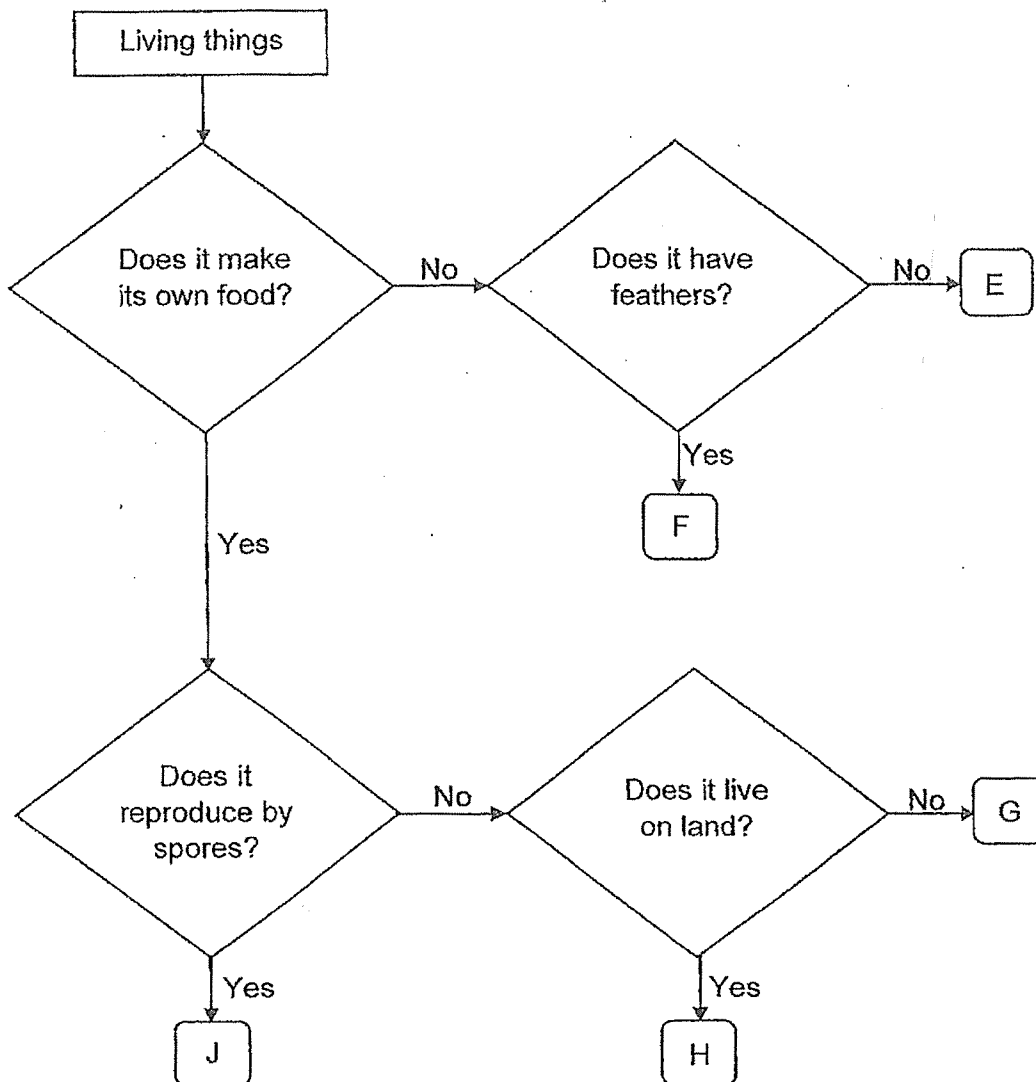 Living things
Does it make
its own food?
No
Does it have
feathers?
No
E
Yes
F
Yes
Does it
reproduce by
spores?
No
Does it live
on land?
No
G
Yes
J
Yes
H